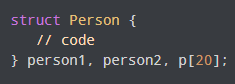 struct Person {
   // code
} person1, person2, p[20];